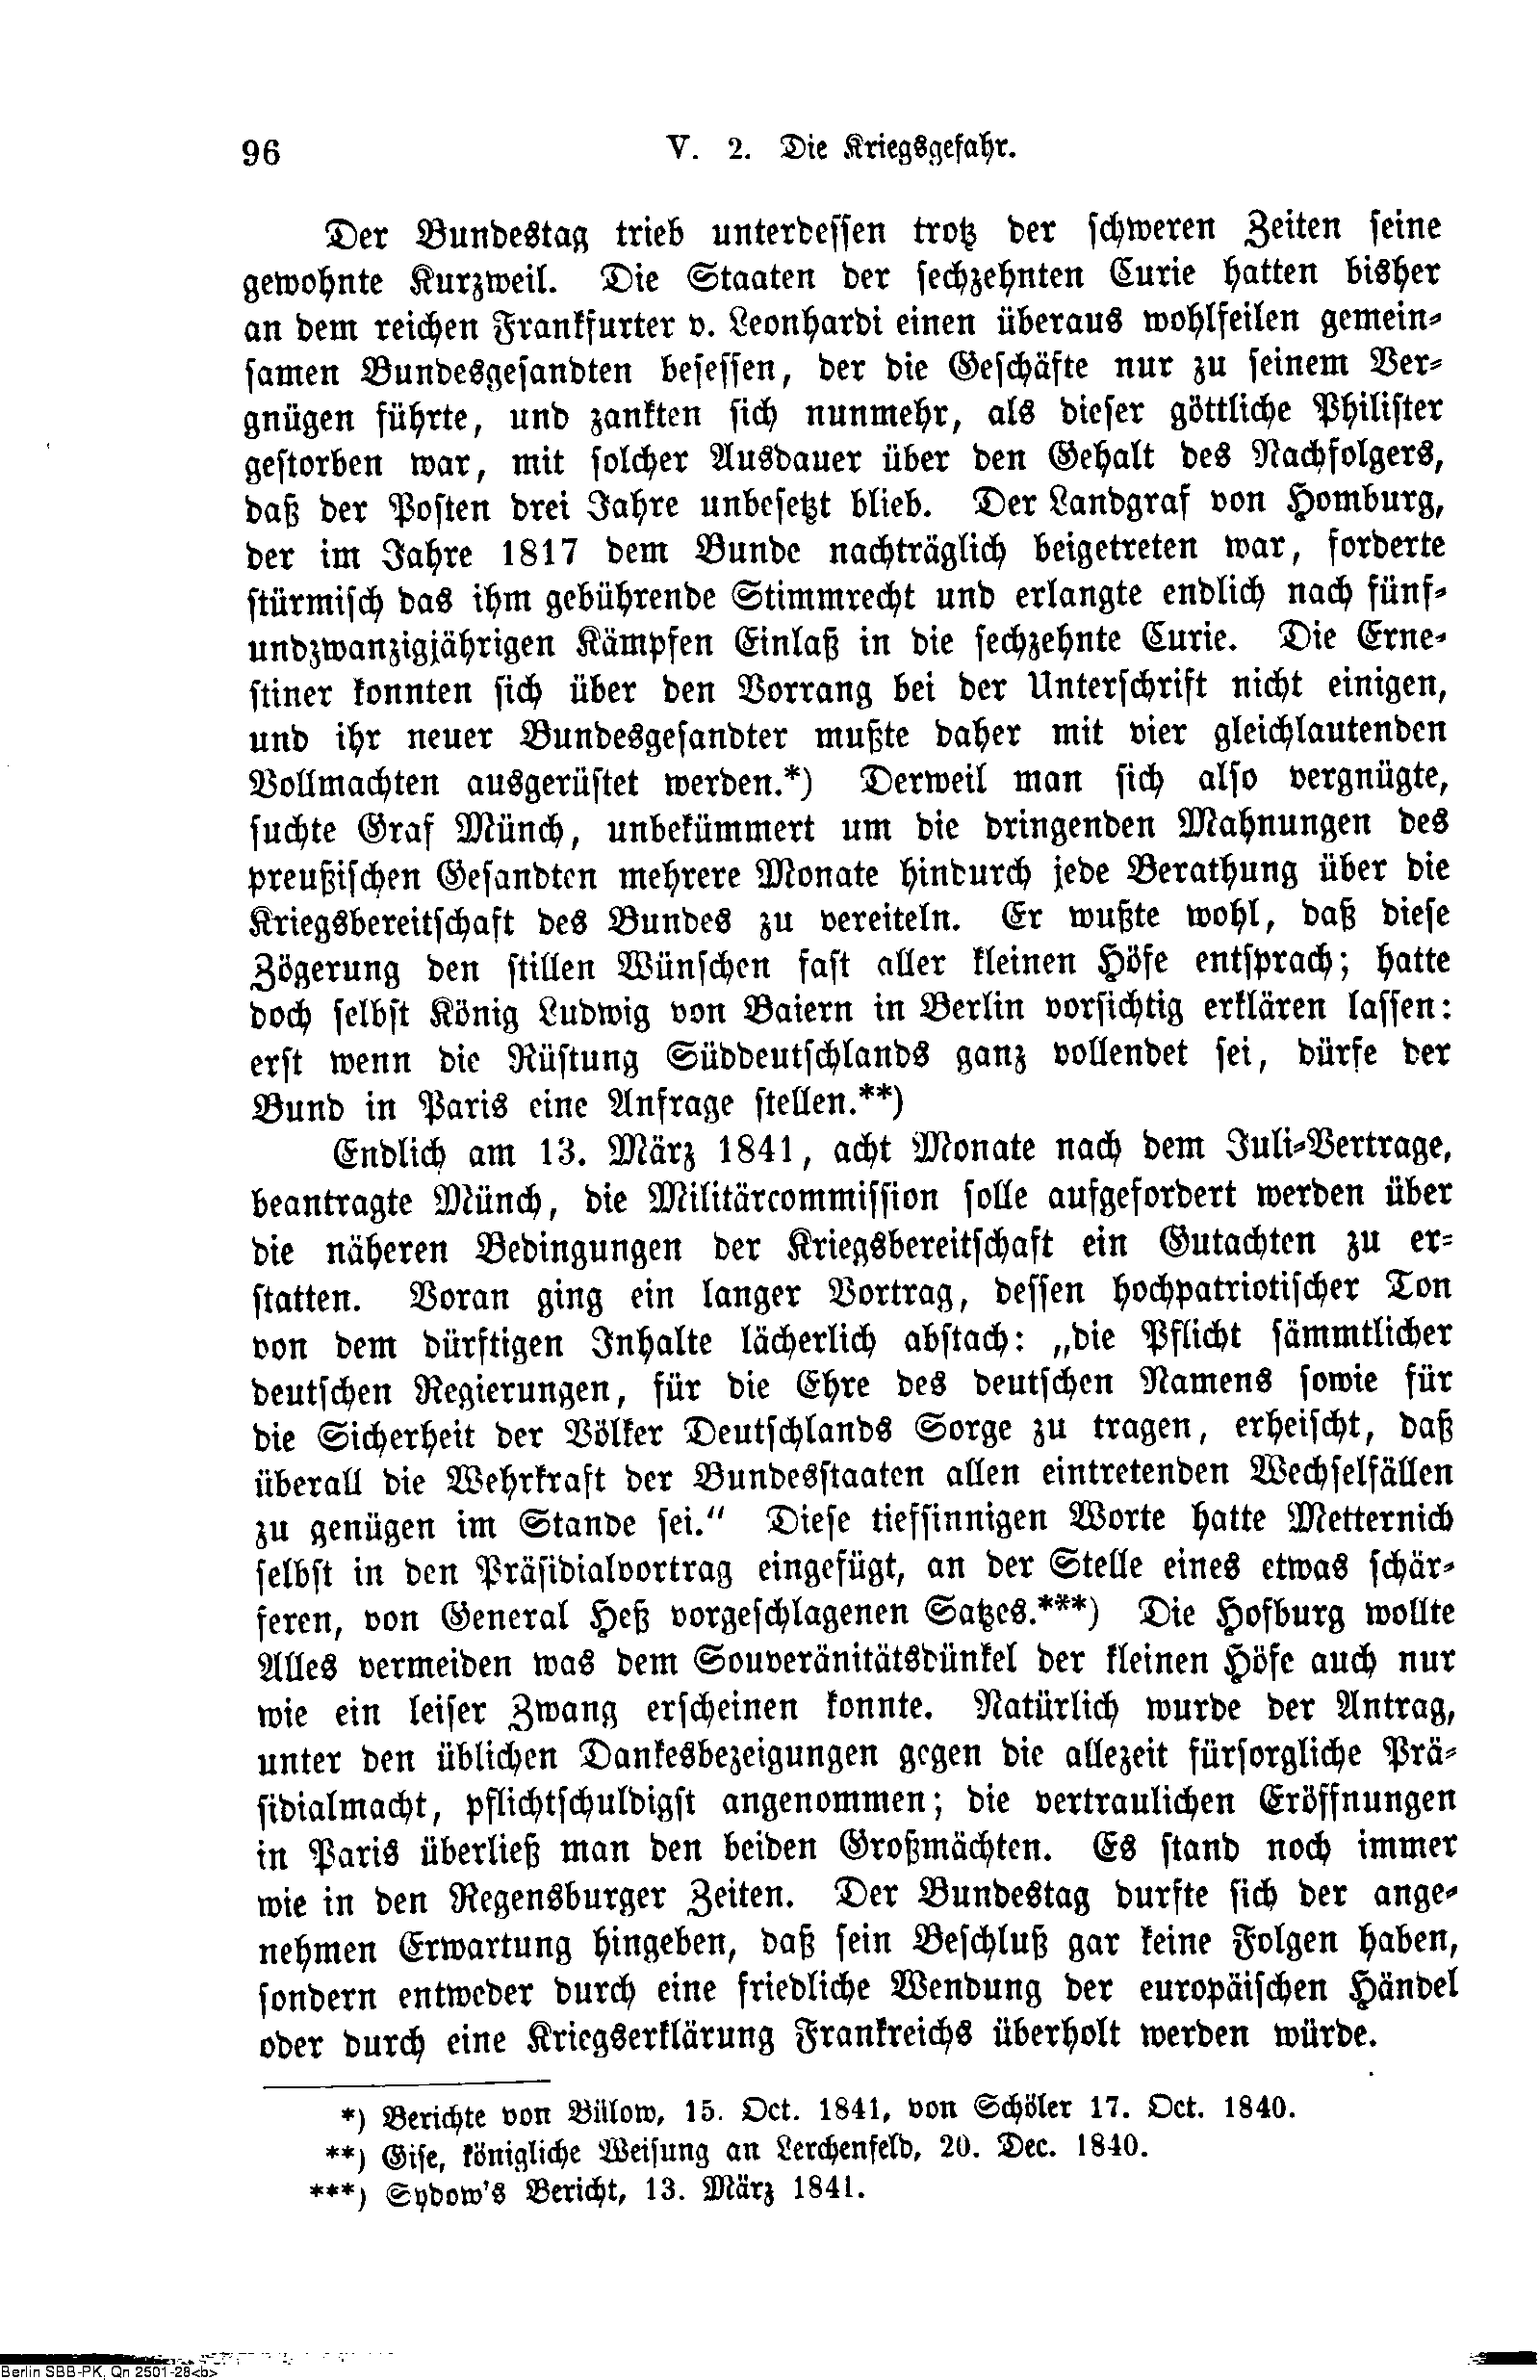 96
V. 2. Die Kriegsgefahr.
Der Bundestag trieb unterdessen trotz der schweren Zeiten seine
gewohnte Kurzweil. Die Staaten der sechzehnten Curie hatten bisher
an dem reichen Frankfurter v. Leonhardi einen überaus wohlfeilen gemein-
samen Bundesgesandten besessen, der die Geschäfte nur zu seinem Ver-
gnügen führte, und zankten sich nunmehr, als dieser göttliche Philister
gestorben war, mit solcher Ausdauer über den Gehalt des Nachfolgers,
daß der Posten drei Jahre unbesetzt blieb. Der Landgraf von Homburg,
der im Jahre 1817 dem Bunde nachträglich beigetreten war, forderte
stürmisch das ihm gebührende Stimmrecht und erlangte endlich nach fünf-
undzwanzigjährigen Kämpfen Einlaß in die sechzehnte Curie. Die Erne-
stiner konnten sich über den Vorrang bei der Unterschrift nicht einigen,
und ihr neuer Bundesgesandter mußte daher mit vier gleichlautenden
Vollmachten ausgerüstet werden.*) Derweil man sich also vergnügte,
suchte Graf Münch, unbekümmert um die dringenden Mahnungen des
preußischen Gesandten mehrere Monate hindurch jede Berathung über die
Kriegsbereitschaft des Bundes zu vereiteln. Er wußte wohl, daß diese
Zögerung den stillen Wünschen fast aller kleinen Höfe entsprach; hatte
doch selbst König Ludwig von Baiern in Berlin vorsichtig erklären lassen:
erst wenn die Rüstung Süddeutschlands ganz vollendet sei, dürfe der
Bund in Paris eine Anfrage stellen.**)
Endlich am 13. März 1841, acht Monate nach dem Juli-Vertrage,
beantragte Münch, die Militärcommission solle aufgefordert werden über
die näheren Bedingungen der Kriegsbereitschaft ein Gutachten zu er-
statten. Voran ging ein langer Vortrag, dessen hochpatriotischer Ton
von dem dürftigen Inhalte lächerlich abstach: „die Pflicht sämmtlicher
deutschen Regierungen, für die Ehre des deutschen Namens sowie für
die Sicherheit der Völker Deutschlands Sorge zu tragen, erheischt, daß
überall die Wehrkraft der Bundesstaaten allen eintretenden Wechselfällen
zu genügen im Stande sei.“ Diese tiefsinnigen Worte hatte Metternich
selbst in den Präsidialvortrag eingefügt, an der Stelle eines etwas schär-
feren, von General Heß vorgeschlagenen Satzes.***) Die Hofburg wollte
Alles vermeiden was dem Souveränitätsdünkel der kleinen Höfe auch nur
wie ein leiser Zwang erscheinen konnte. Natürlich wurde der Antrag,
unter den üblichen Dankesbezeigungen gegen die allezeit fürsorgliche Prä-
sidialmacht, pflichtschuldigst angenommen; die vertraulichen Eröffnungen
in Paris überließ man den beiden Großmächten. Es stand noch immer
wie in den Regensburger Zeiten. Der Bundestag durfte sich der ange-
nehmen Erwartung hingeben, daß sein Beschluß gar keine Folgen haben,
sondern entweder durch eine friedliche Wendung der europäischen Händel
oder durch eine Kriegserklärung Frankreichs überholt werden würde.
*) Berichte von Bülow, 15. Oct. 1841, von Schöler 17. Oct. 1840.
**) Gise, königliche Weisung an Lerchenfeld, 20. Dec. 1840.
***) Sydow's Bericht, 13. März 1841.
Berlin SBB-PK, Qn 2501-28<b>